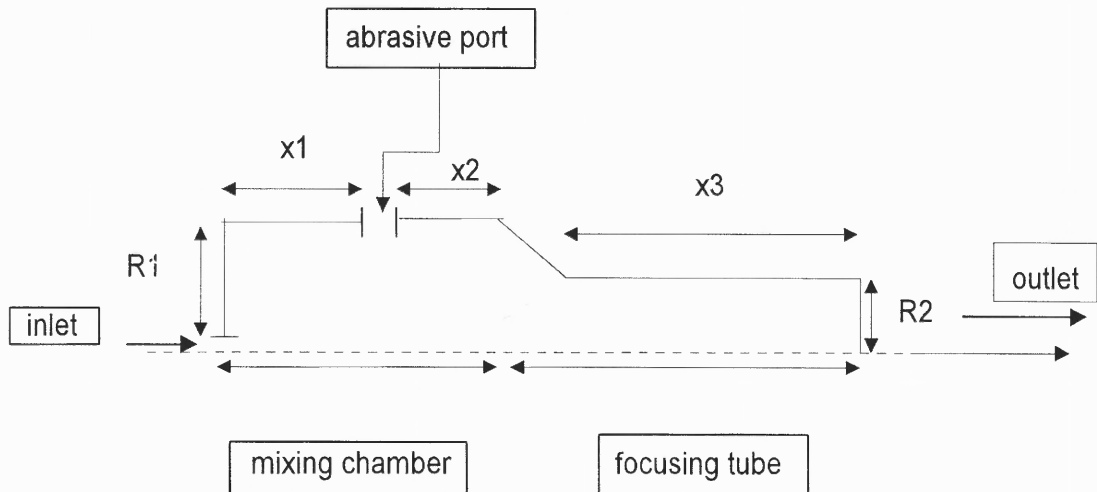 abrasive port
x1
x2
x3
R1
R2
outlet
inlet
mixing chamber
focusing tube